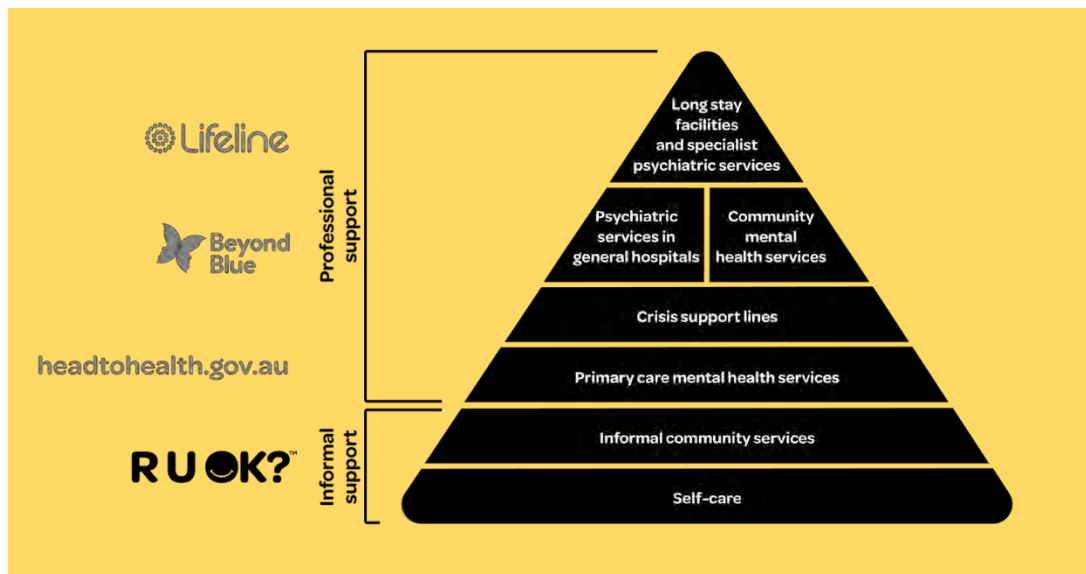 Lifeline
Beyond
Blue
headtohealth.gov.au
R U OK?™
Professional
support
Informal
support
Long stay
facilities
and specialist
psychiatric services
Psychiatric
services in
general hospitals
Community
mental
health services
Crisis support lines
Primary care mental health services
Informal community services
Self-care